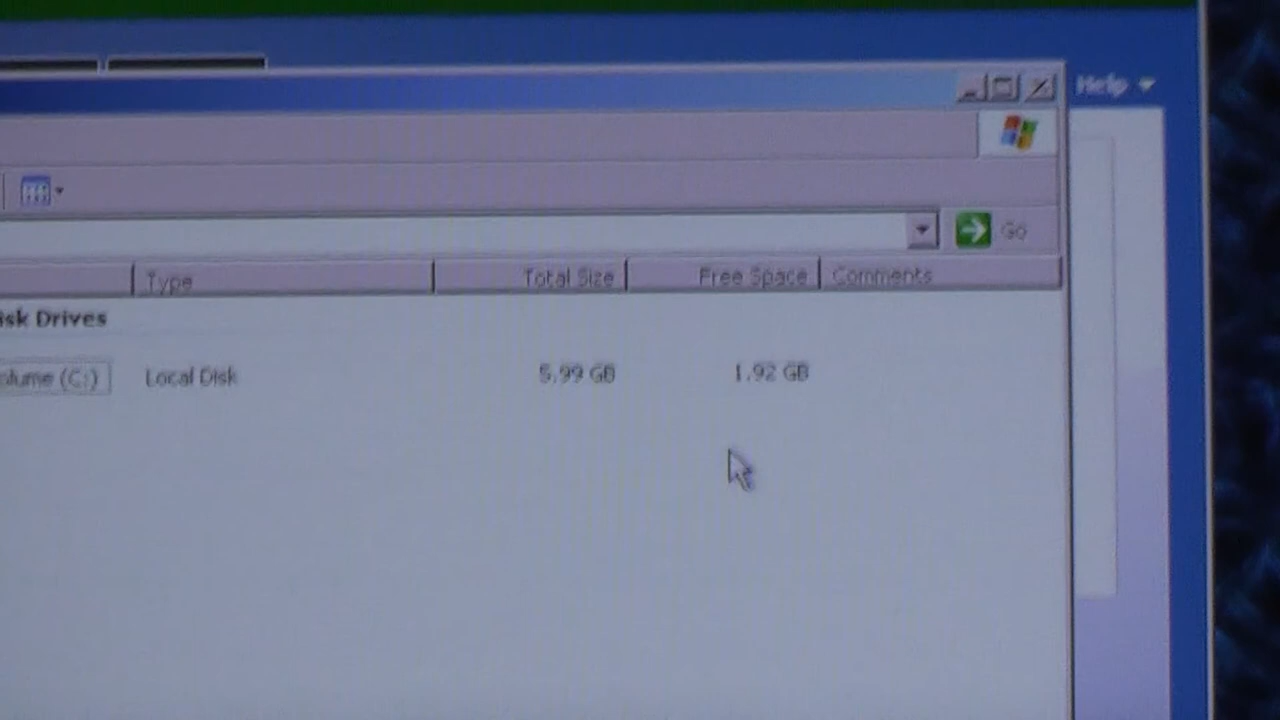 Help
Go
Type Total Size Free Space Comments
isk Drives
olume (C:) Local Disk 5.99 GB 1.92 GB